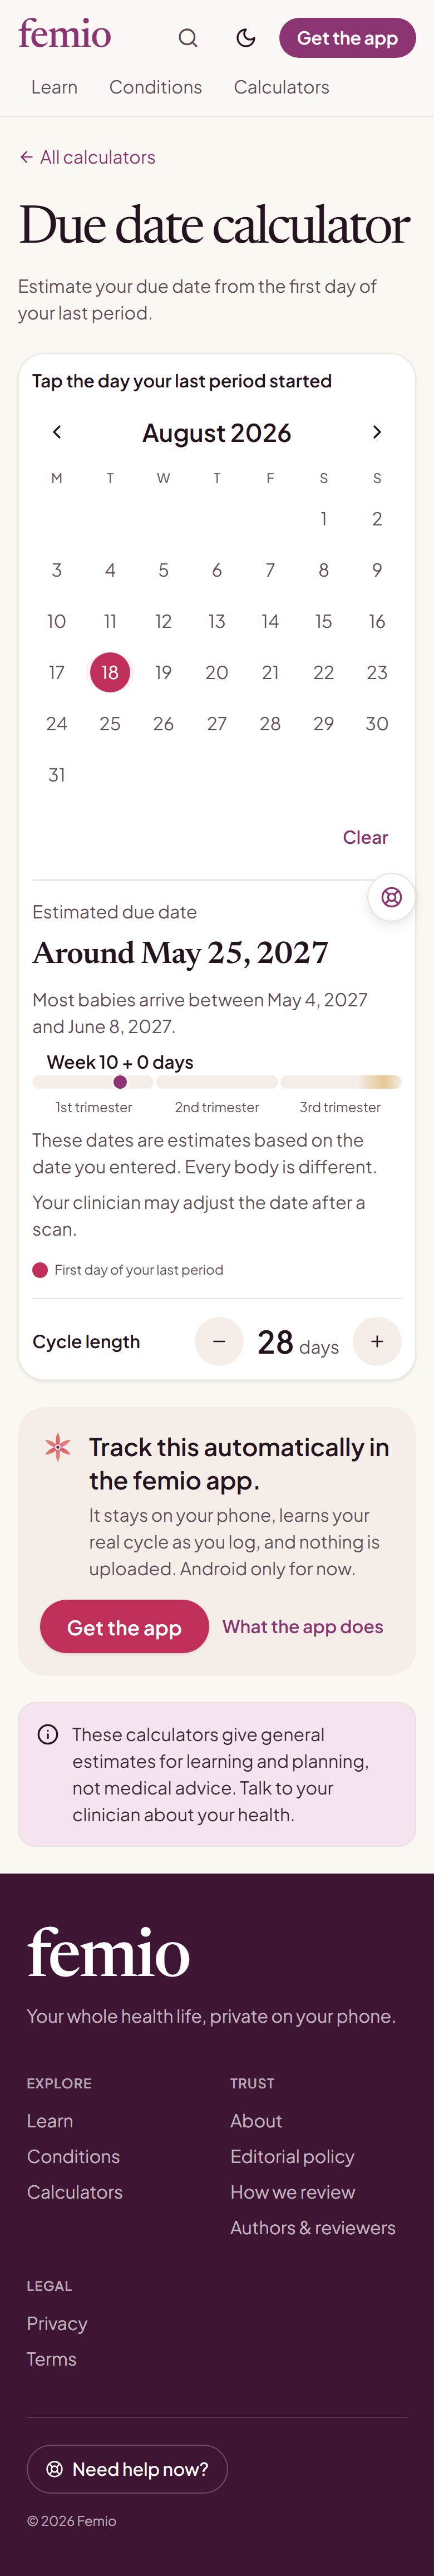 femio
Get the app
Learn Conditions Calculators
← All calculators
Due date calculator
Estimate your due date from the first day of
your last period.
Tap the day your last period started
August 2026
M T W T F S S
1 2
3 4 5 6 7 8 9
10 11 12 13 14 15 16
17 18 19 20 21 22 23
24 25 26 27 28 29 30
31
Clear
Estimated due date
Around May 25, 2027
Most babies arrive between May 4, 2027
and June 8, 2027.
Week 10 + 0 days
1st trimester 2nd trimester 3rd trimester
These dates are estimates based on the
date you entered. Every body is different.
Your clinician may adjust the date after a
scan.
First day of your last period
Cycle length − 28 days +
Track this automatically in
the femio app.
It stays on your phone, learns your
real cycle as you log, and nothing is
uploaded. Android only for now.
Get the app What the app does
These calculators give general
estimates for learning and planning,
not medical advice. Talk to your
clinician about your health.
femio
Your whole health life, private on your phone.
EXPLORE
Learn
Conditions
Calculators
TRUST
About
Editorial policy
How we review
Authors & reviewers
LEGAL
Privacy
Terms
Need help now?
© 2026 Femio